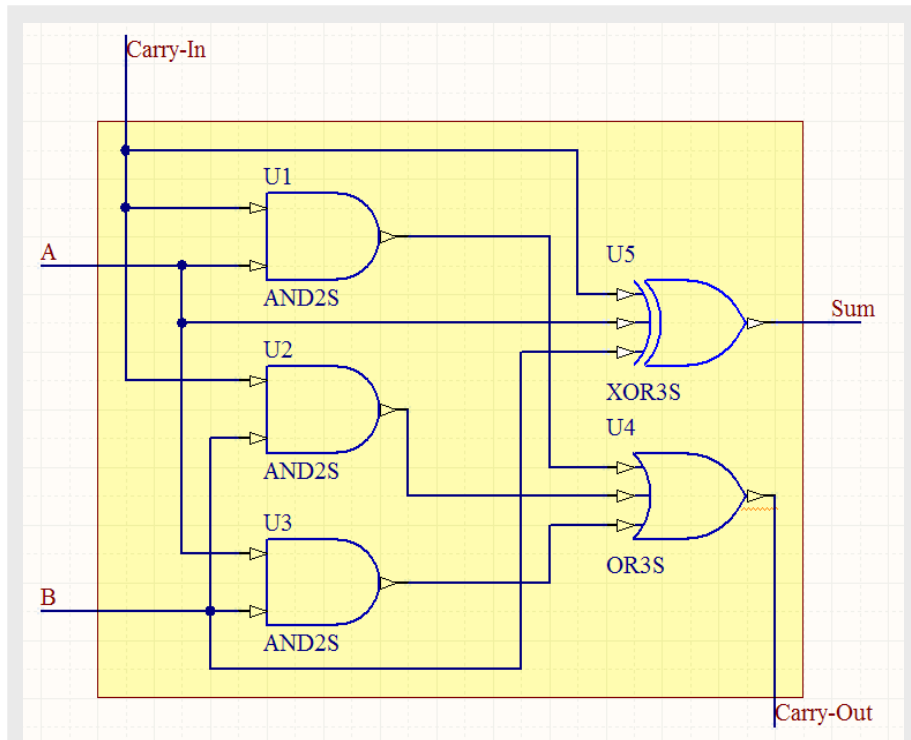 Carry-In
U1
A
AND2S
U5
Sum
U2
XOR3S
U4
AND2S
U3
OR3S
B
AND2S
Carry-Out